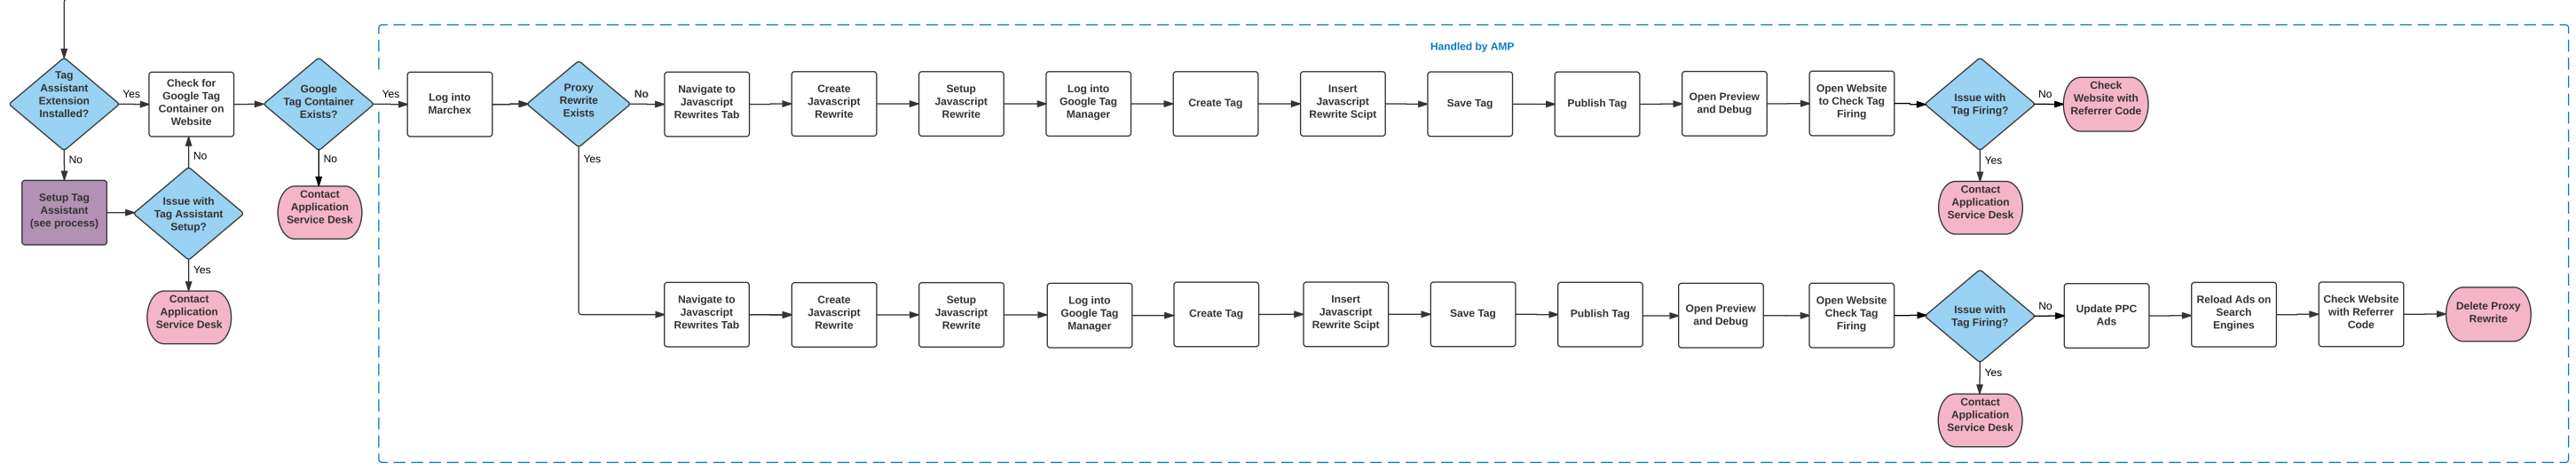 Handled by AMP
Tag
Assistant
Extension
Installed?
Yes
Check for
Google Tag
Container on
Website
Google
Tag Container
Exists?
Yes
Log into
Marchex
Proxy
Rewrite
Exists
No
Navigate to
Javascript
Rewrites Tab
Create
Javascript
Rewrite
Setup
Javascript
Rewrite
Log into
Google Tag
Manager
Create Tag
Insert
Javascript
Rewrite Scipt
Save Tag
Publish Tag
Open Preview
and Debug
Open Website
to Check Tag
Firing
Issue with
Tag Firing?
No
Check
Website with
Referrer Code
No
No
No
Yes
Yes
Setup Tag
Assistant
(see process)
Issue with
Tag Assistant
Setup?
Contact
Application
Service Desk
Contact
Application
Service Desk
Yes
Contact
Application
Service Desk
Navigate to
Javascript
Rewrites Tab
Create
Javascript
Rewrite
Setup
Javascript
Rewrite
Log into
Google Tag
Manager
Create Tag
Insert
Javascript
Rewrite Scipt
Save Tag
Publish Tag
Open Preview
and Debug
Open Website
Check Tag
Firing
Issue with
Tag Firing?
No
Update PPC
Ads
Reload Ads on
Search
Engines
Check Website
with Referrer
Code
Delete Proxy
Rewrite
Yes
Contact
Application
Service Desk